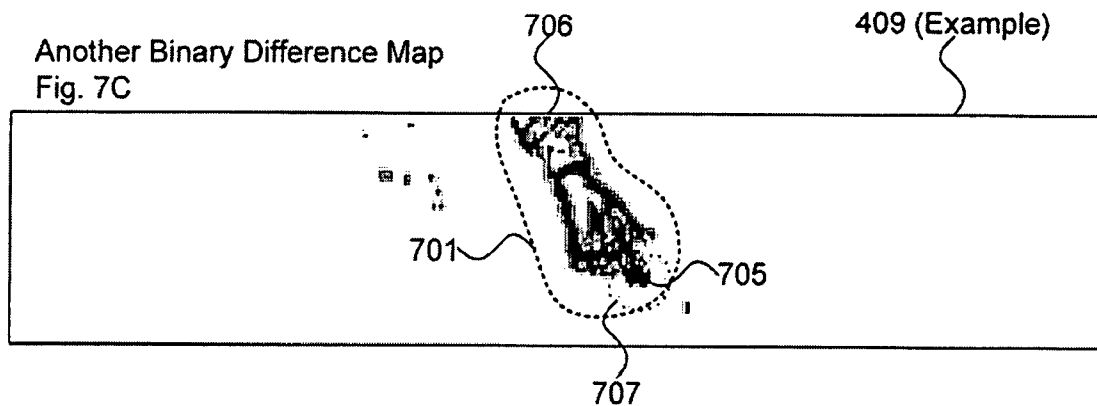 706
409 (Example)
Another Binary Difference Map
Fig. 7C
701
705
707